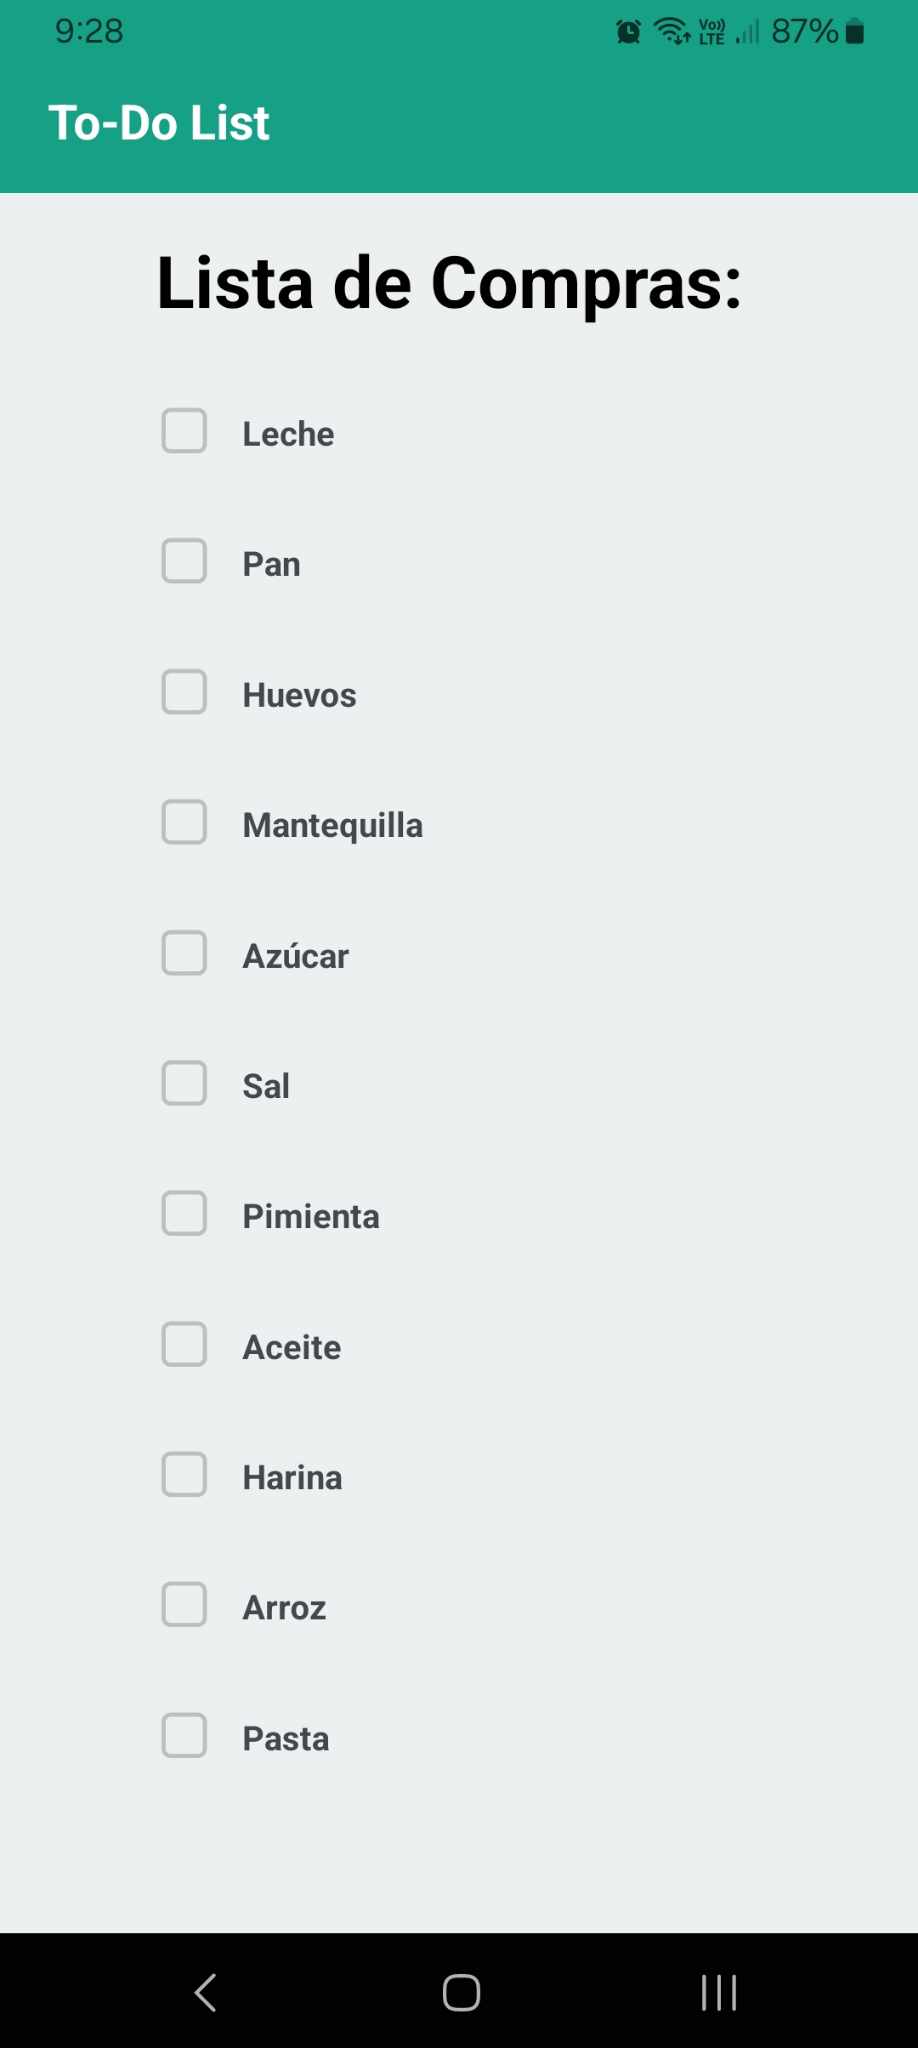 9:28
Vo)) LTE 87%
To-Do List
Lista de Compras:
Leche
Pan
Huevos
Mantequilla
Azúcar
Sal
Pimienta
Aceite
Harina
Arroz
Pasta